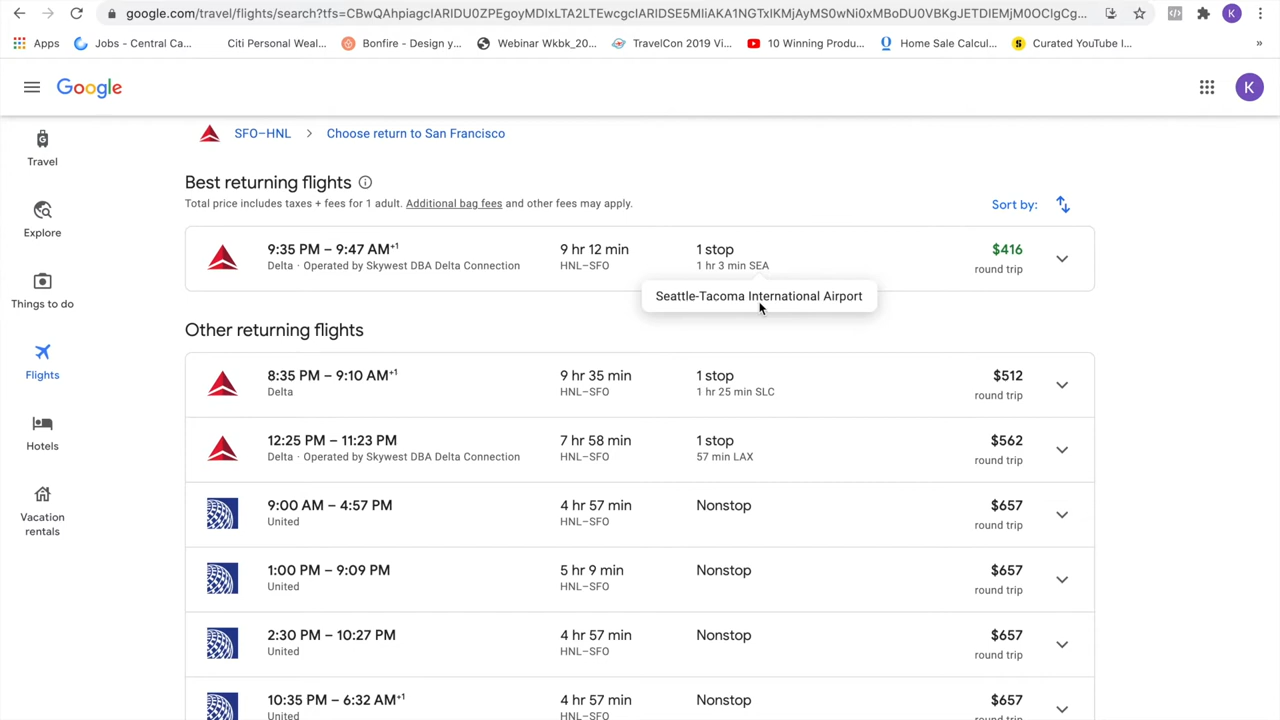 google.com/travel/flights/search?tfs=CBwQAhpiagcIARIDU0ZPEgoyMDIxLTA2LTEwcgcIARIDSE5MIiAKA1NGTxIKMjAyMS0wNi0xMBoDU0VBKgJETDIEMjM0OCIgCg...
Apps
Jobs - Central Ca...
Citi Personal Weal...
Bonfire - Design y...
Webinar Wkbk_20...
TravelCon 2019 Vi...
10 Winning Produ...
Home Sale Calcul...
Curated YouTube I...
»
Google
K
Travel
Explore
Things to do
Flights
Hotels
Vacation
rentals
SFO–HNL > Choose return to San Francisco
Best returning flights
Total price includes taxes + fees for 1 adult. Additional bag fees and other fees may apply.
Sort by:
9:35 PM – 9:47 AM+1 9 hr 12 min 1 stop $416
Delta · Operated by Skywest DBA Delta Connection HNL–SFO 1 hr 3 min SEA round trip
Seattle-Tacoma International Airport
Other returning flights
8:35 PM – 9:10 AM+1 9 hr 35 min 1 stop $512
Delta HNL–SFO 1 hr 25 min SLC round trip
12:25 PM – 11:23 PM 7 hr 58 min 1 stop $562
Delta · Operated by Skywest DBA Delta Connection HNL–SFO 57 min LAX round trip
9:00 AM – 4:57 PM 4 hr 57 min Nonstop $657
United HNL–SFO round trip
1:00 PM – 9:09 PM 5 hr 9 min Nonstop $657
United HNL–SFO round trip
2:30 PM – 10:27 PM 4 hr 57 min Nonstop $657
United HNL–SFO round trip
10:35 PM – 6:32 AM+1 4 hr 57 min Nonstop $657
United HNL–SFO round trip